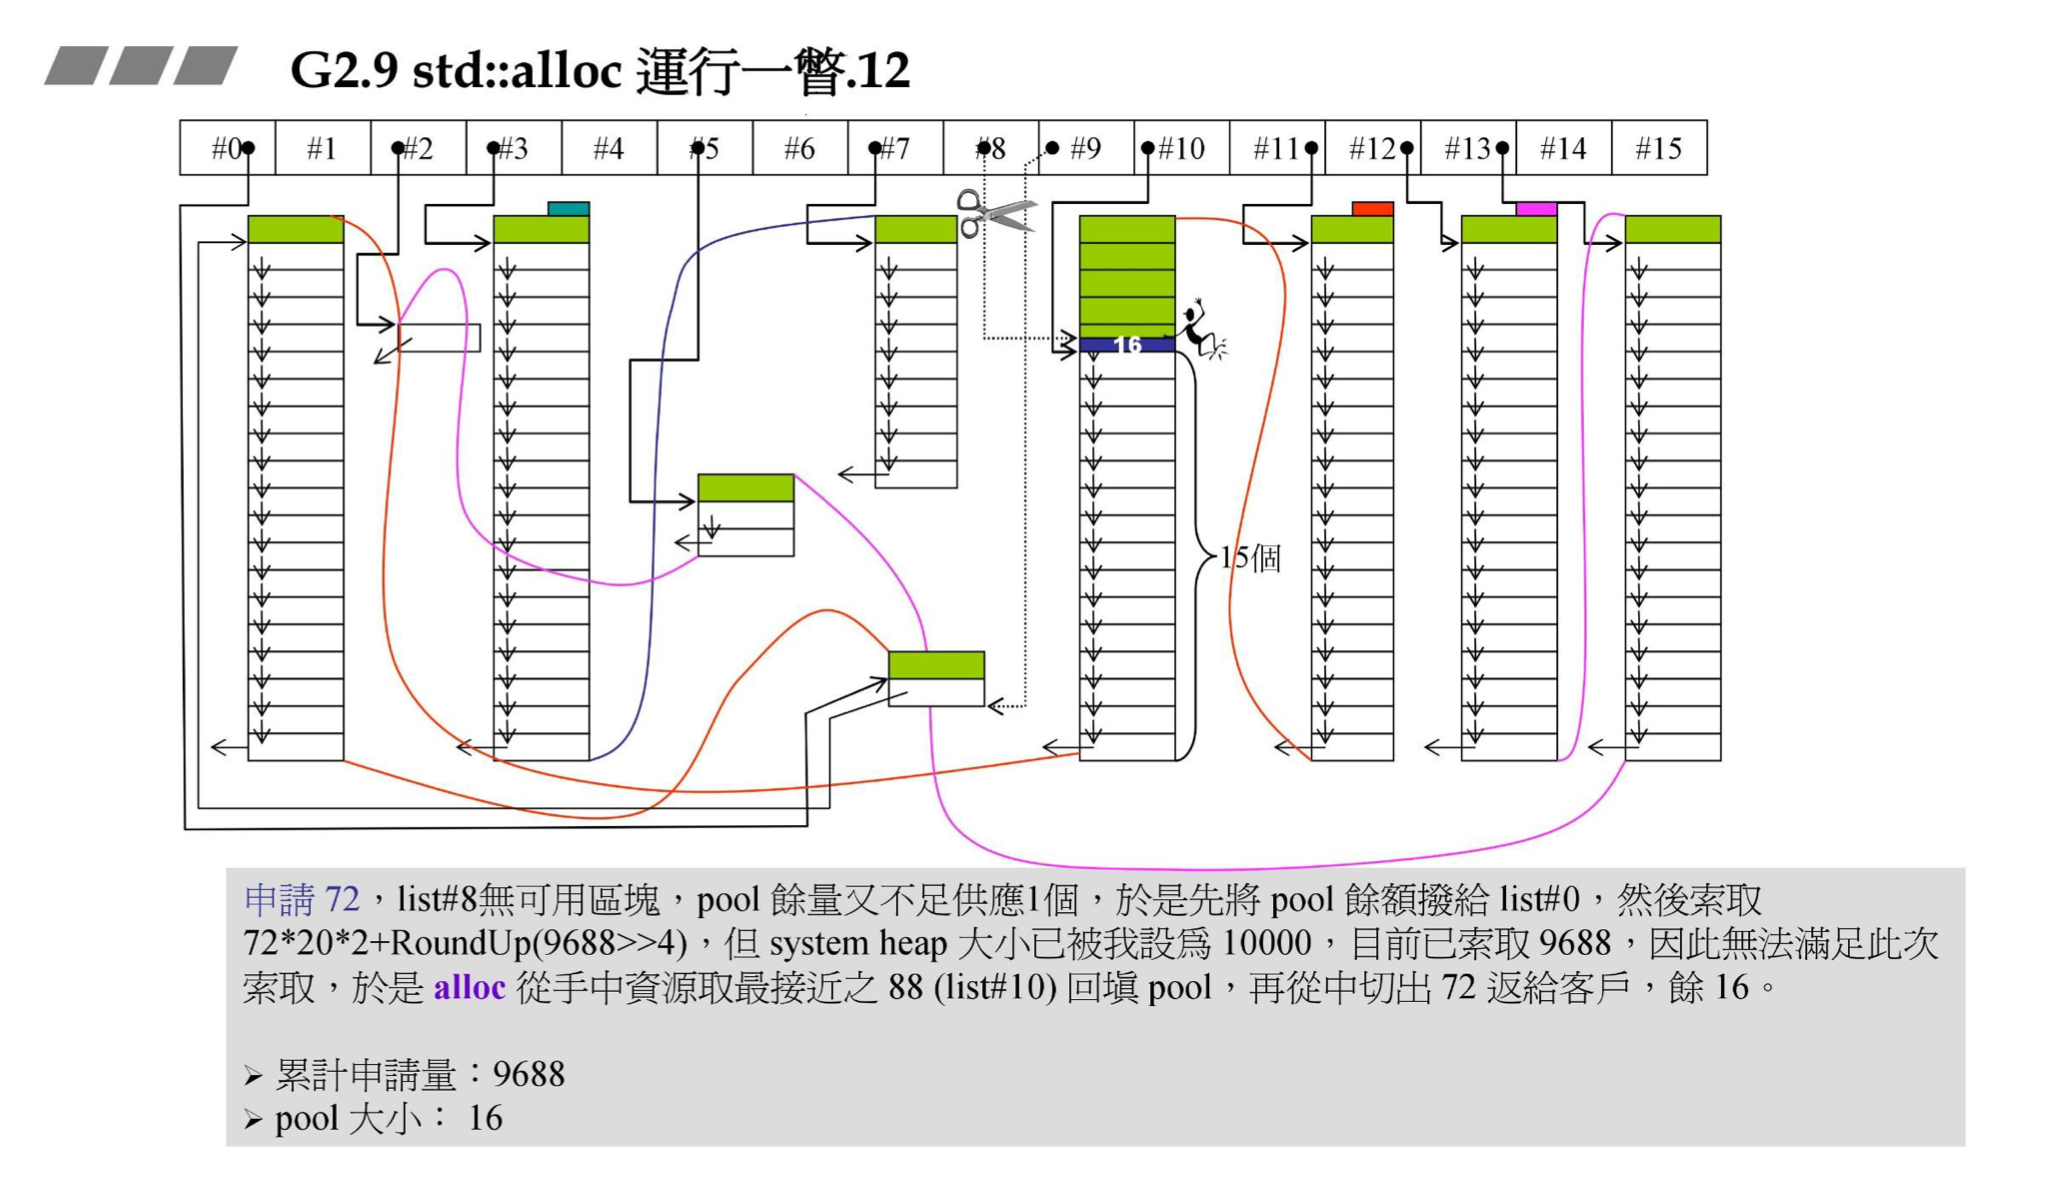 G2.9 std::alloc 運行一瞥.12
#0 #1 #2 #3 #4 #5 #6 #7 #8 #9 #10 #11 #12 #13 #14 #15
16
15個
申請 72，list#8無可用區塊，pool 餘量又不足供應1個，於是先將 pool 餘額撥給 list#0，然後索取
72*20*2+RoundUp(9688>>4)，但 system heap 大小已被我設為 10000，目前已索取 9688，因此無法滿足此次
索取，於是 alloc 從手中資源取最接近之 88 (list#10) 回填 pool，再從中切出 72 返給客戶，餘 16。
➢ 累計申請量：9688
➢ pool 大小： 16